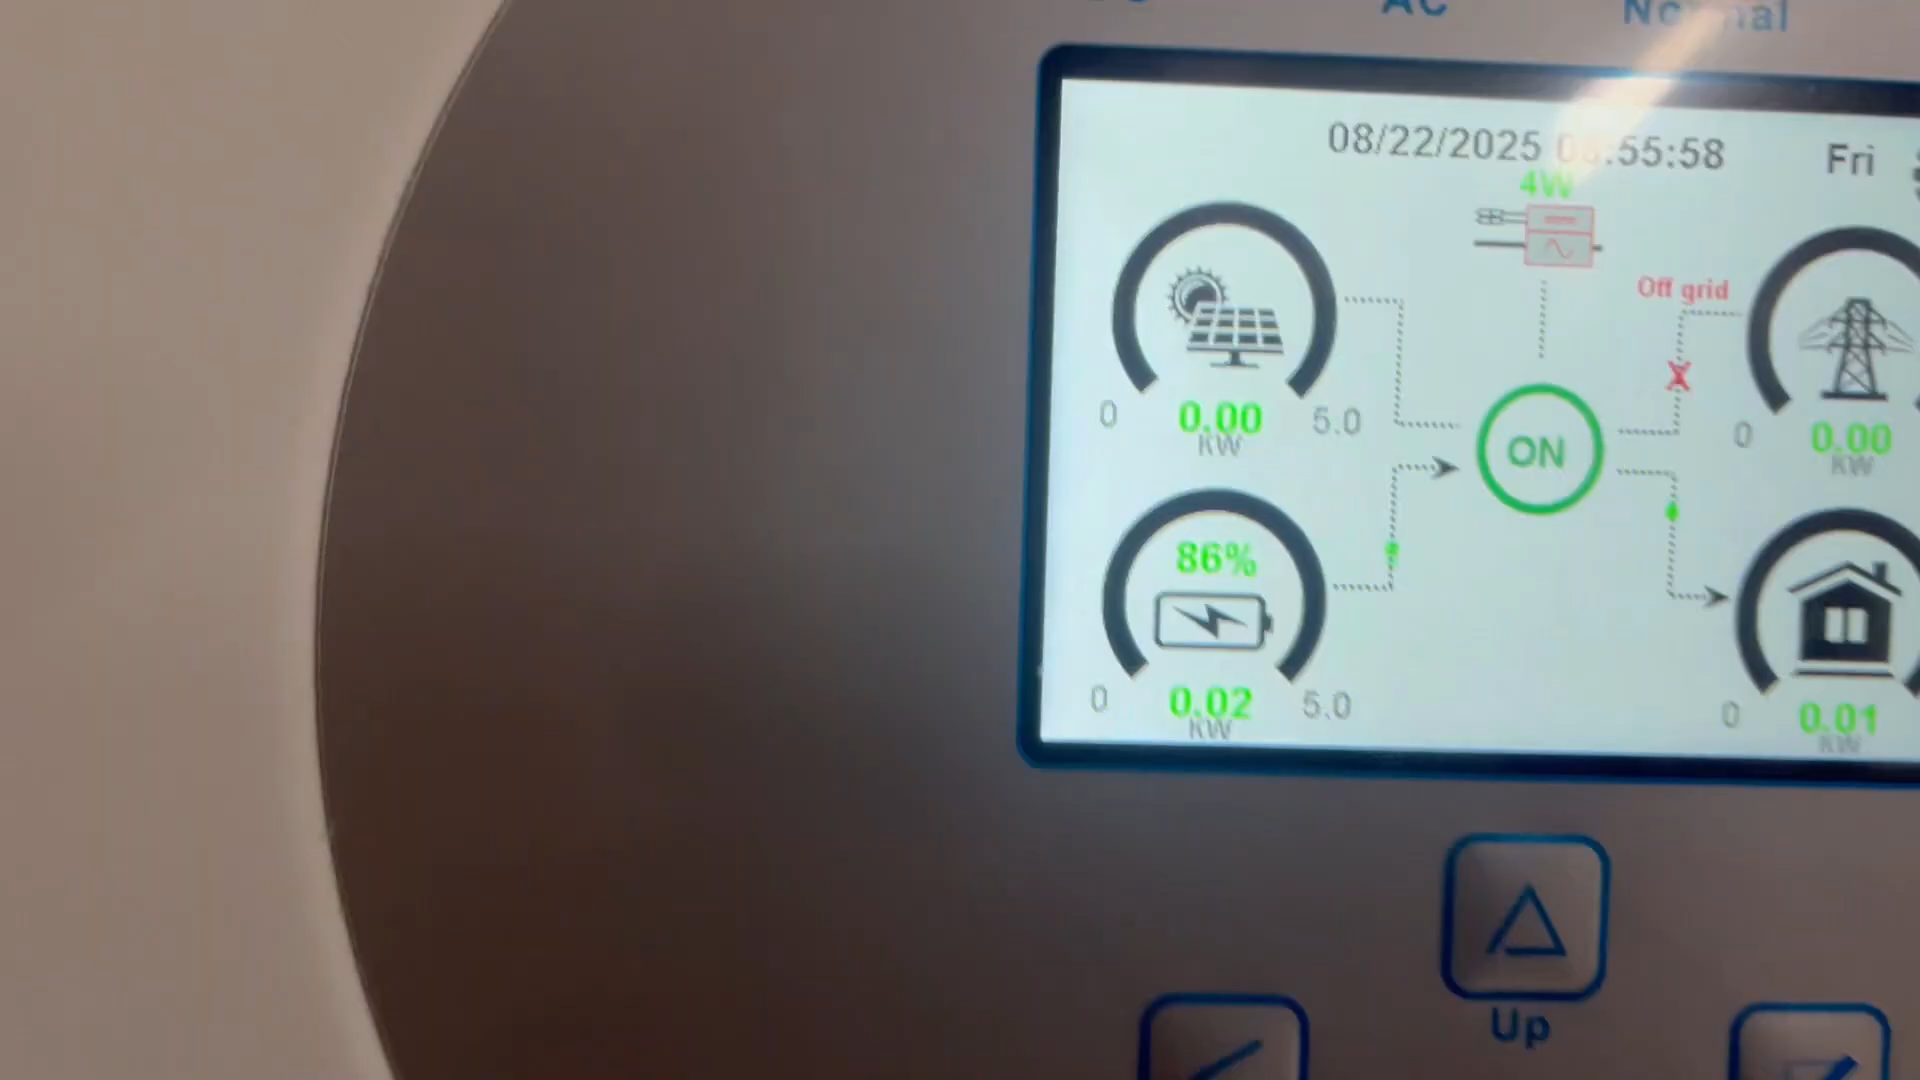 AC
08/22/2025 :55:58 Fri
4W
Off grid
0 0.00 5.0
KW
ON
0 0.00
KW
86%
0 0.02 5.0
KW
0 0.01
KW
Up